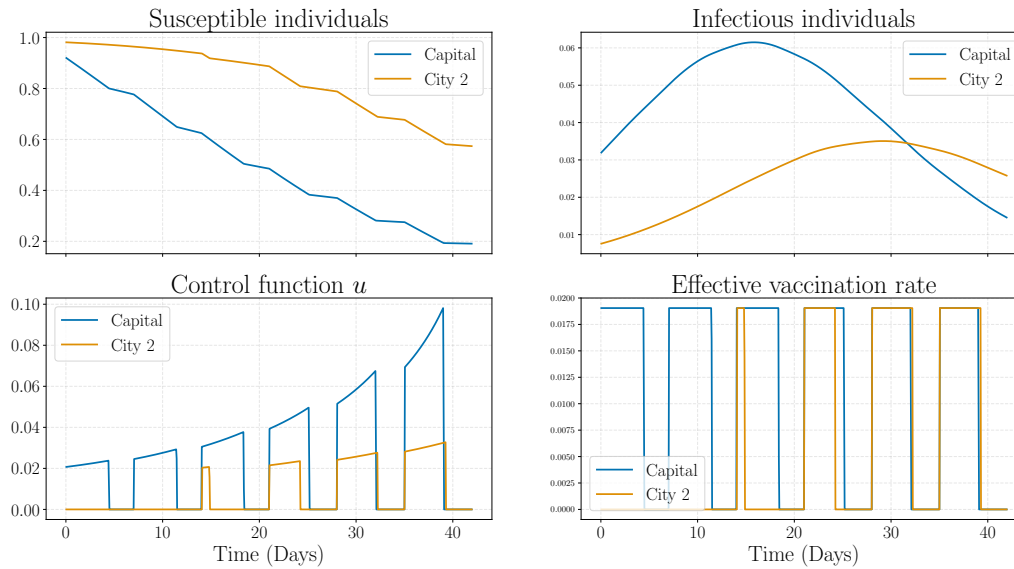 Susceptible individuals
1.0
0.8
0.6
0.4
0.2
Capital
City 2
Infectious individuals
0.06
0.05
0.04
0.03
0.02
0.01
Capital
City 2
Control function u
0.10
0.08
0.06
0.04
0.02
0.00
Capital
City 2
0 10 20 30 40
Time (Days)
Effective vaccination rate
0.0200
0.0175
0.0150
0.0125
0.0100
0.0075
0.0050
0.0025
0.0000
Capital
City 2
0 10 20 30 40
Time (Days)